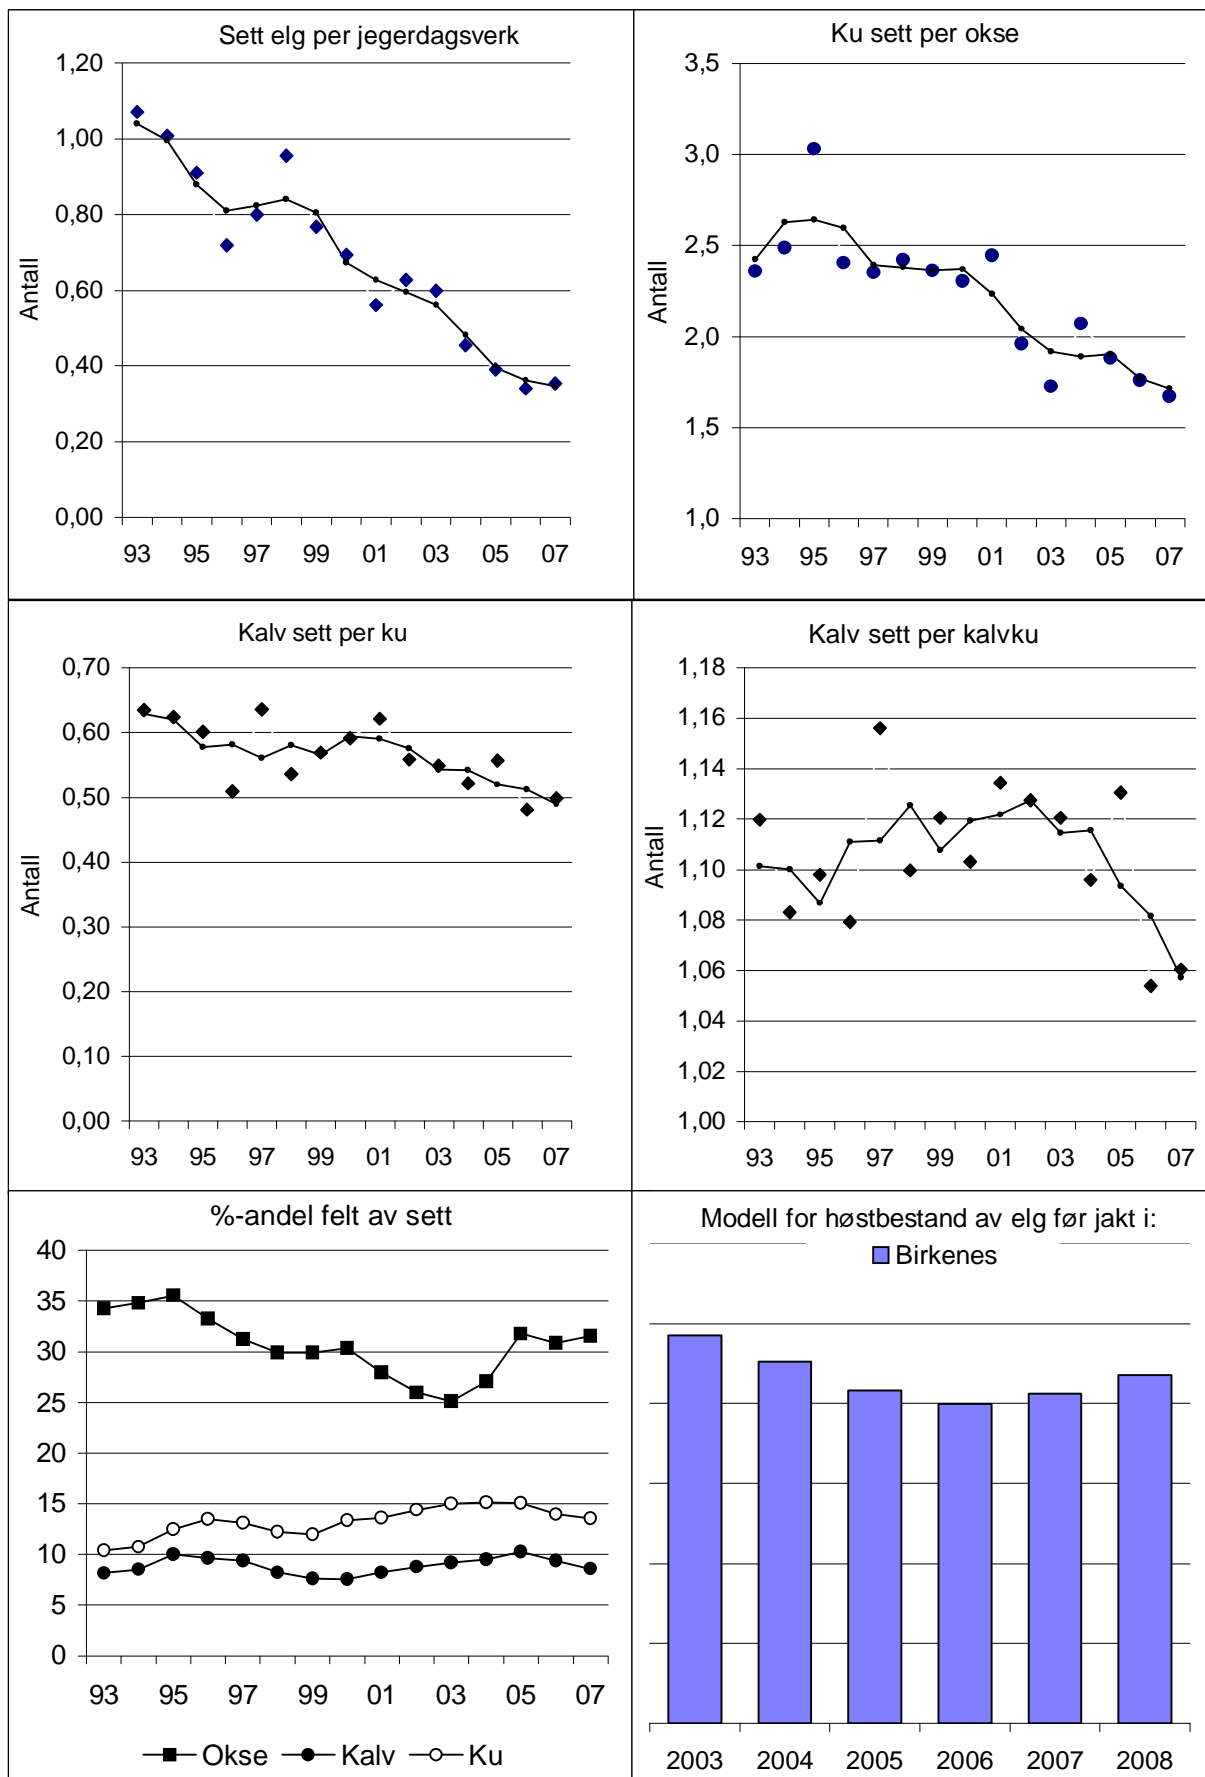 Sett elg per jegerdagsverk
1,20
1,00
0,80
0,60
0,40
0,20
0,00
Antall
93 95 97 99 01 03 05 07
Ku sett per okse
3,5
3,0
2,5
2,0
1,5
1,0
Antall
93 95 97 99 01 03 05 07
Kalv sett per ku
0,70
0,60
0,50
0,40
0,30
0,20
0,10
0,00
Antall
93 95 97 99 01 03 05 07
Kalv sett per kalvku
1,18
1,16
1,14
1,12
1,10
1,08
1,06
1,04
1,02
1,00
Antall
93 95 97 99 01 03 05 07
%-andel felt av sett
40
35
30
25
20
15
10
5
0
93 95 97 99 01 03 05 07
Okse Kalv Ku
Modell for høstbestand av elg før jakt i:
Birkenes
2003 2004 2005 2006 2007 2008